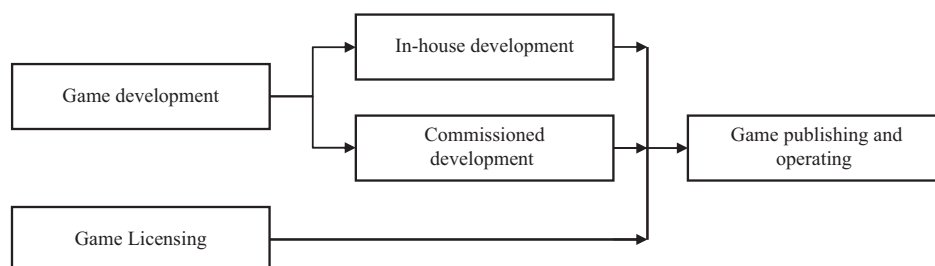 In-house development
Game development
Commissioned
development
Game publishing and
operating
Game Licensing